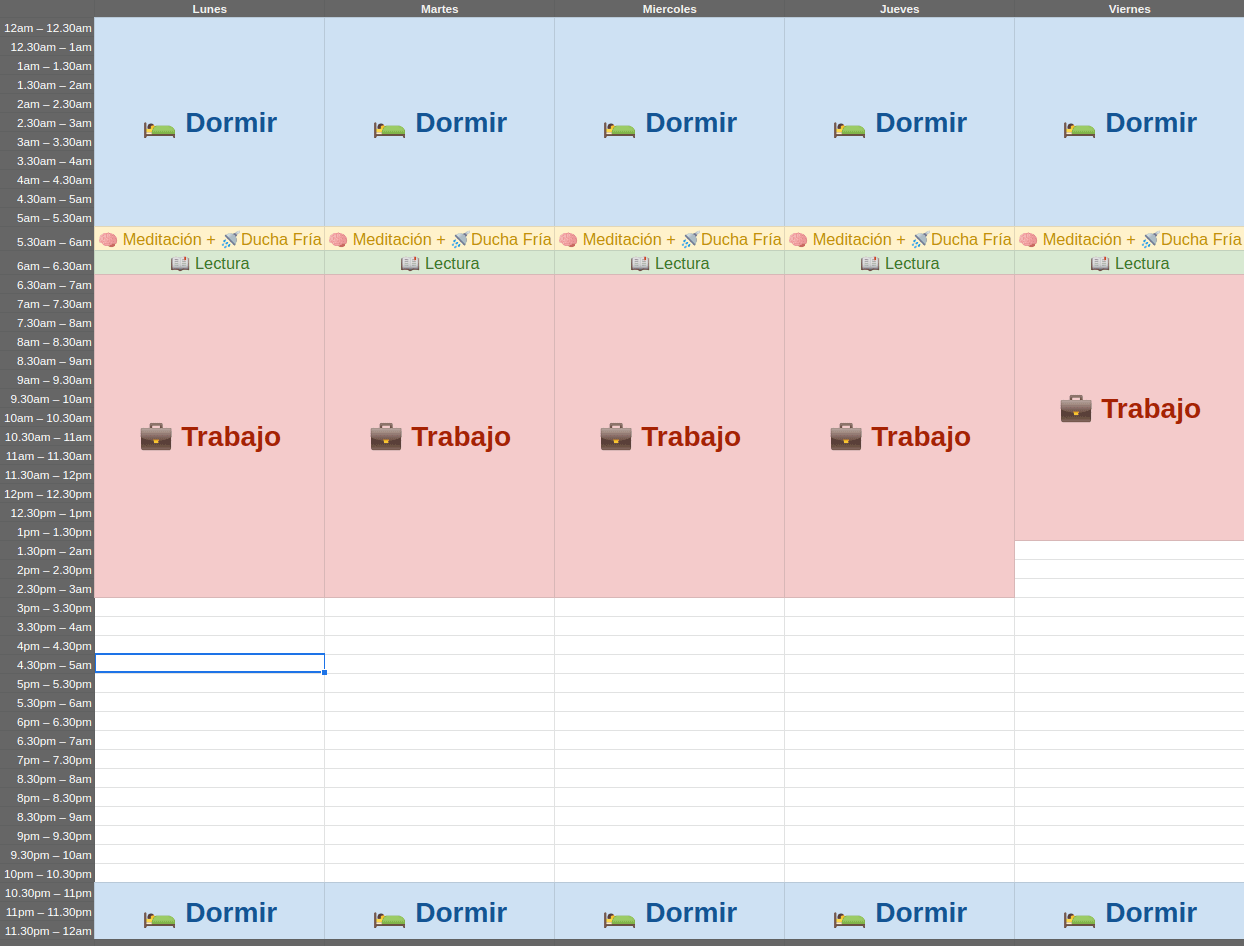 Lunes Martes Miercoles Jueves Viernes
12am – 12.30am
12.30am – 1am
1am – 1.30am
1.30am – 2am
2am – 2.30am
2.30am – 3am Dormir Dormir Dormir Dormir Dormir
3am – 3.30am
3.30am – 4am
4am – 4.30am
4.30am – 5am
5am – 5.30am
5.30am – 6am Meditación + Ducha Fría Meditación + Ducha Fría Meditación + Ducha Fría Meditación + Ducha Fría Meditación + Ducha Fría
6am – 6.30am Lectura Lectura Lectura Lectura Lectura
6.30am – 7am
7am – 7.30am
7.30am – 8am
8am – 8.30am
8.30am – 9am
9am – 9.30am
9.30am – 10am Trabajo
10am – 10.30am
10.30am – 11am Trabajo Trabajo Trabajo Trabajo
11am – 11.30am
11.30am – 12pm
12pm – 12.30pm
12.30pm – 1pm
1pm – 1.30pm
1.30pm – 2am
2pm – 2.30pm
2.30pm – 3am
3pm – 3.30pm
3.30pm – 4am
4pm – 4.30pm
4.30pm – 5am
5pm – 5.30pm
5.30pm – 6am
6pm – 6.30pm
6.30pm – 7am
7pm – 7.30pm
8.30pm – 8am
8pm – 8.30pm
8.30pm – 9am
9pm – 9.30pm
9.30pm – 10am
10pm – 10.30pm
10.30pm – 11pm
11pm – 11.30pm Dormir Dormir Dormir Dormir Dormir
11.30pm – 12am